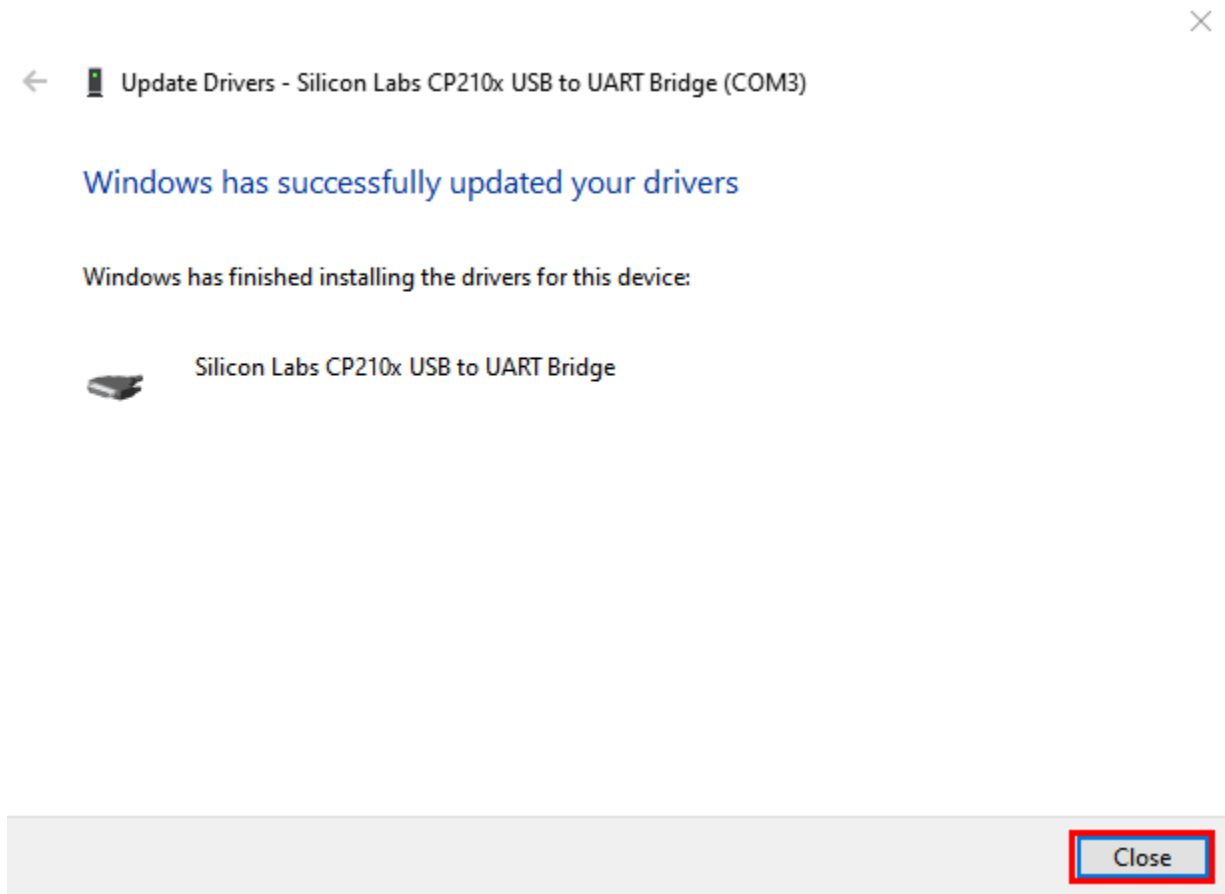 Update Drivers - Silicon Labs CP210x USB to UART Bridge (COM3)
Windows has successfully updated your drivers
Windows has finished installing the drivers for this device:
Silicon Labs CP210x USB to UART Bridge
Close